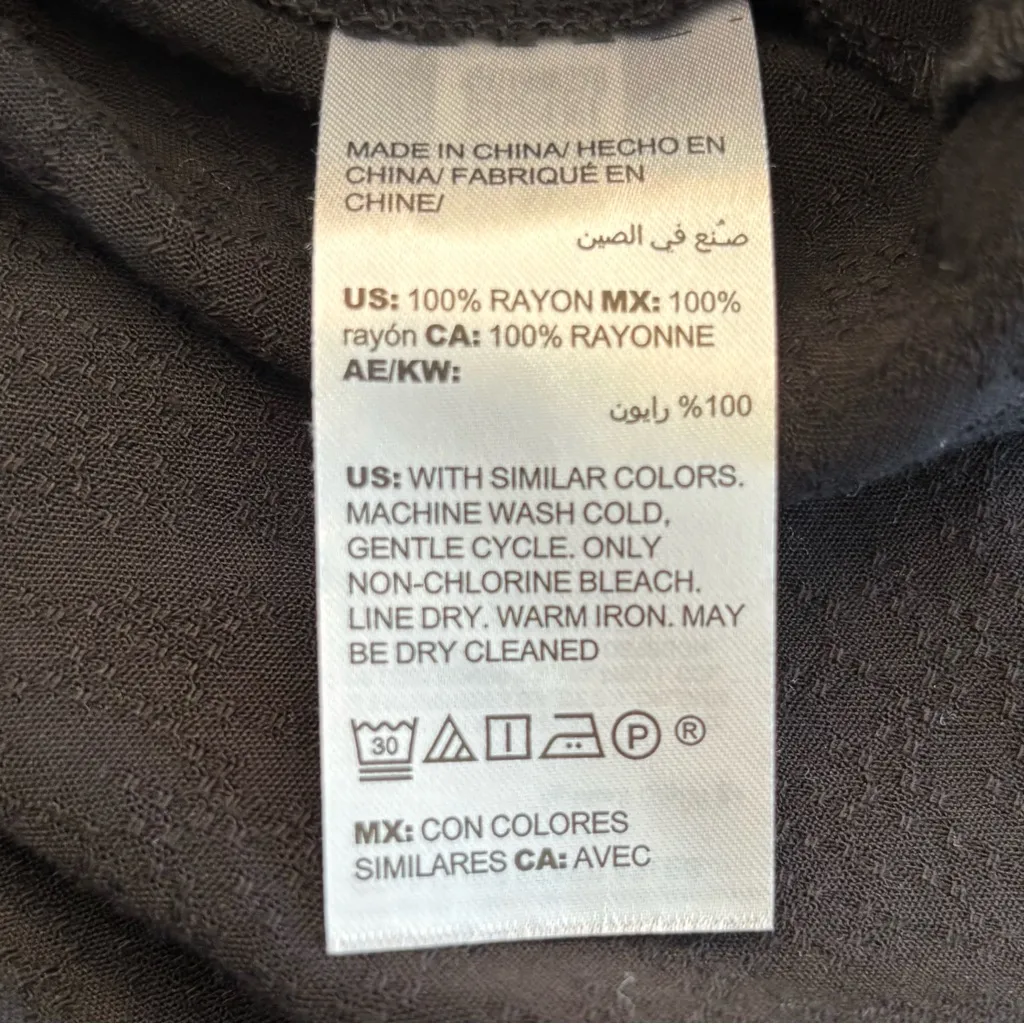 MADE IN CHINA/ HECHO EN
CHINA/ FABRIQUÉ EN
CHINE/
صُنع في الصين
US: 100% RAYON MX: 100%
rayón CA: 100% RAYONNE
AE/KW:
100% رايون
US: WITH SIMILAR COLORS.
MACHINE WASH COLD,
GENTLE CYCLE. ONLY
NON-CHLORINE BLEACH.
LINE DRY. WARM IRON. MAY
BE DRY CLEANED
30 P ®
MX: CON COLORES
SIMILARES CA: AVEC